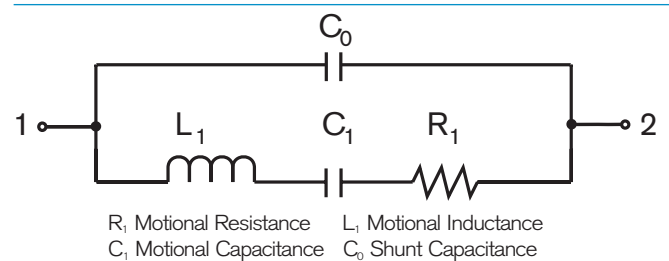 C₀
1 L₁ C₁ R₁ 2
R₁ Motional Resistance L₁ Motional Inductance
C₁ Motional Capacitance C₀ Shunt Capacitance